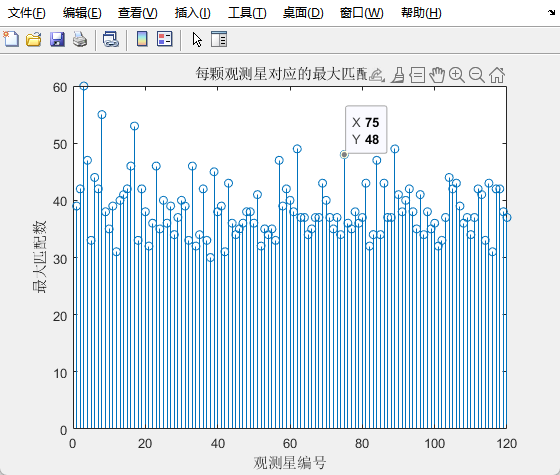 文件(F) 编辑(E) 查看(V) 插入(I) 工具(T) 桌面(D) 窗口(W) 帮助(H)
每颗观测星对应的最大匹配
60
50
40
30
20
10
0
最大匹配数
X 75
Y 48
0 20 40 60 80 100 120
观测星编号